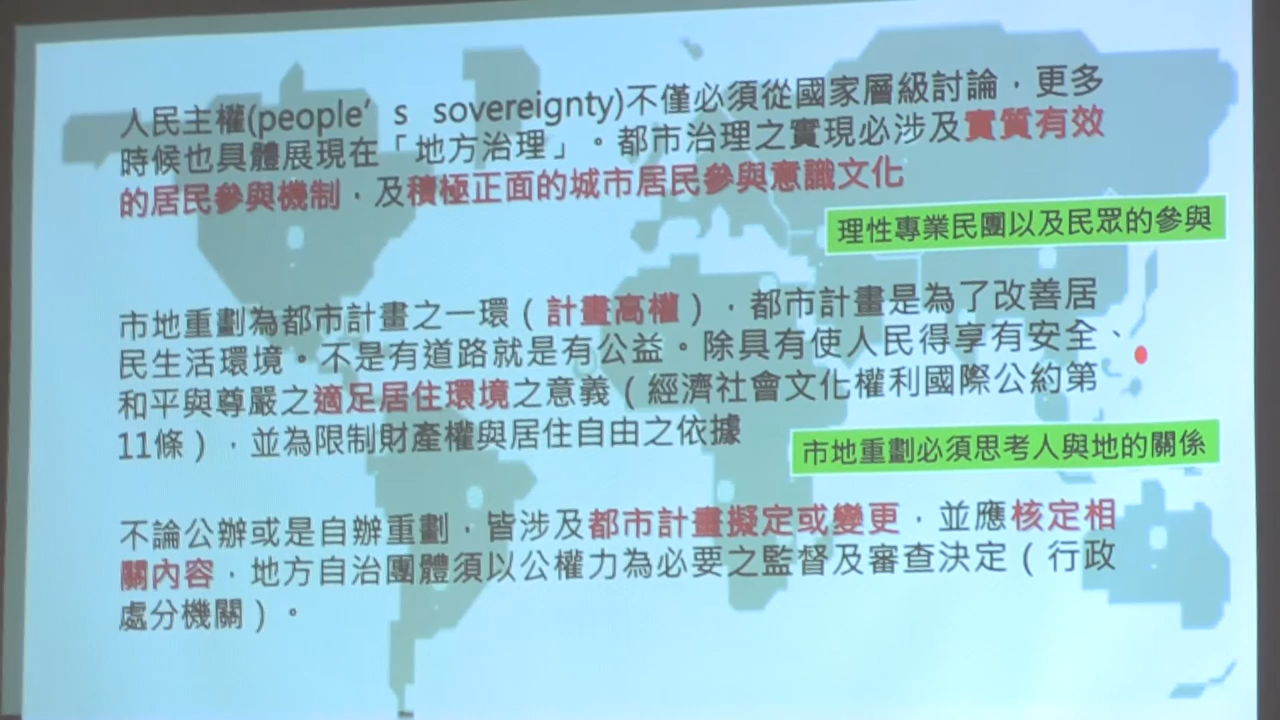 人民主權(people's sovereignty)不僅必須從國家層級討論，更多
時候也具體展現在「地方治理」。都市治理之實現必涉及實質有效
的居民參與機制，及積極正面的城市居民參與意識文化
理性專業民團以及民眾的參與
市地重劃為都市計畫之一環（計畫高權），都市計畫是為了改善居
民生活環境。不是有道路就是有公益。除具有使人民得享有安全、
和平與尊嚴之適足居住環境之意義（經濟社會文化權利國際公約第
11條），並為限制財產權與居住自由之依據
市地重劃必須思考人與地的關係
不論公辦或是自辦重劃，皆涉及都市計畫擬定或變更，並應核定相
關內容，地方自治團體須以公權力為必要之監督及審查決定（行政
處分機關）。